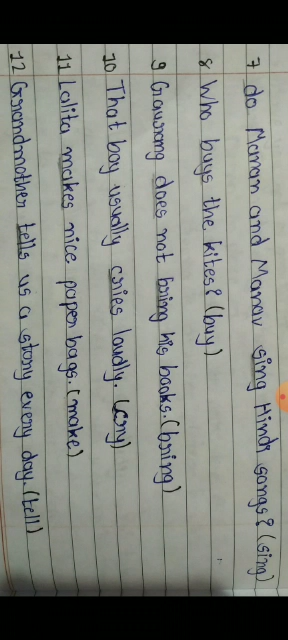 7 do Manan and Manav sing Hindi songs? (sing)
8 Who buys the kites? (buy)
9 Gaurang does not bring his books. (bring)
10 That boy usually cries loudly. (cry)
11 Lalita makes nice paper bags. (make)
12 Grandmother tells us a story every day. (tell)